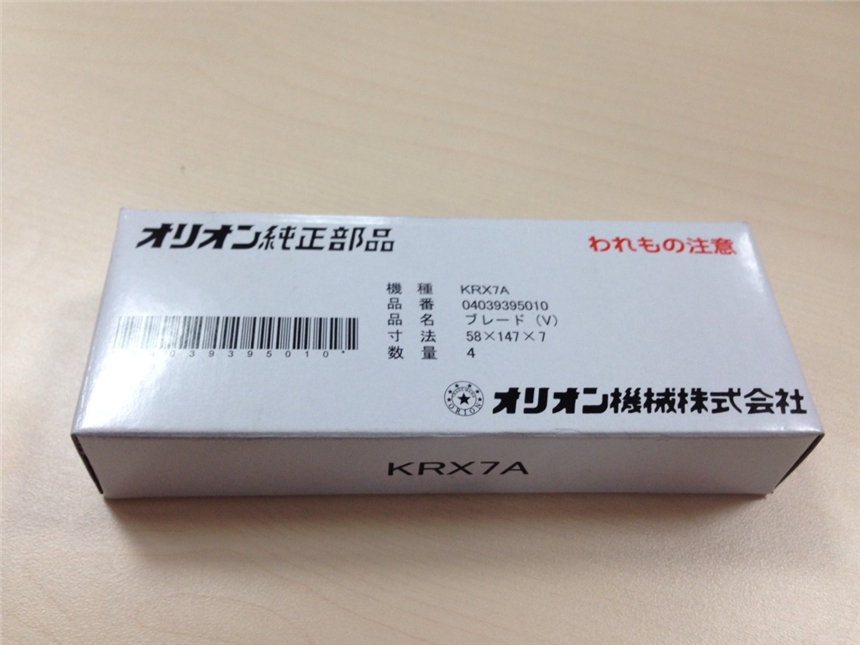 オリオン純正部品
われもの注意
機種 KRX7A
品番 04039395010
品名 ブレード（V）
寸法 58×147×7
数量 4
039395010*
ORION
オリオン機械株式会社
KRX7A